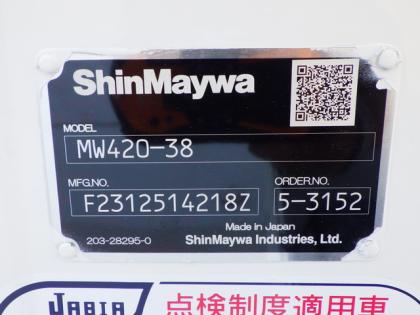 ShinMaywa
MODEL
MW420-38
MFG.NO. ORDER.NO.
F2312514218Z 5-3152
Made in Japan
203-28295-0 ShinMaywa Industries, Ltd.
JABIA 点検制度適用車